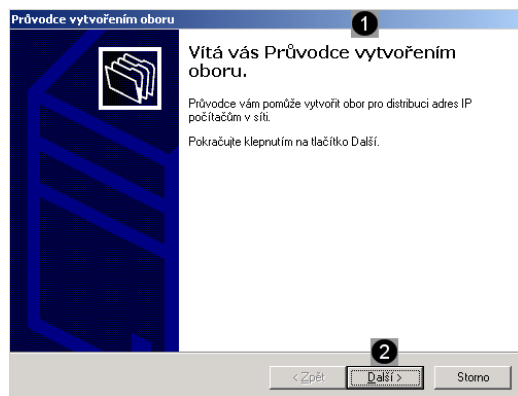 Průvodce vytvořením oboru
1
Vítá vás Průvodce vytvořením
oboru.
Průvodce vám pomůže vytvořit obor pro distribuci adres IP
počítačům v síti.
Pokračujte klepnutím na tlačítko Další.
2
< Zpět
Další >
Storno